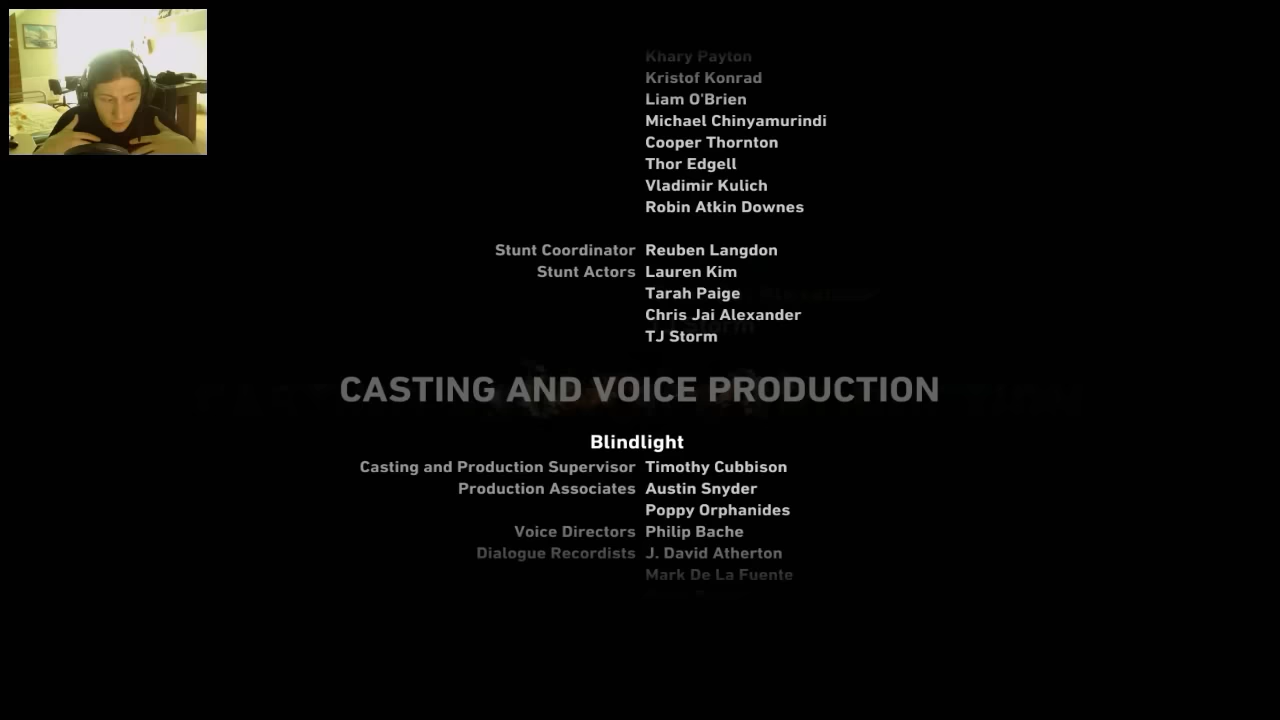 Khary Payton
Kristof Konrad
Liam O'Brien
Michael Chinyamurindi
Cooper Thornton
Thor Edgell
Vladimir Kulich
Robin Atkin Downes
Stunt Coordinator Reuben Langdon
Stunt Actors Lauren Kim
Tarah Paige
Chris Jai Alexander
TJ Storm
CASTING AND VOICE PRODUCTION
Blindlight
Casting and Production Supervisor Timothy Cubbison
Production Associates Austin Snyder
Poppy Orphanides
Voice Directors Philip Bache
Dialogue Recordists J. David Atherton
Mark De La Fuente